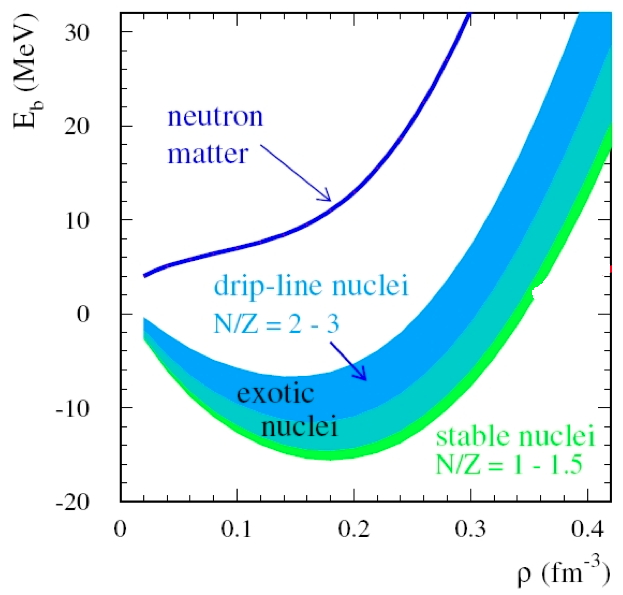 E_b (MeV)
30
20
10
0
-10
-20
neutron
matter
drip-line nuclei
N/Z = 2 - 3
exotic
nuclei
stable nuclei
N/Z = 1 - 1.5
0
0.1
0.2
0.3
0.4
ρ (fm⁻³)